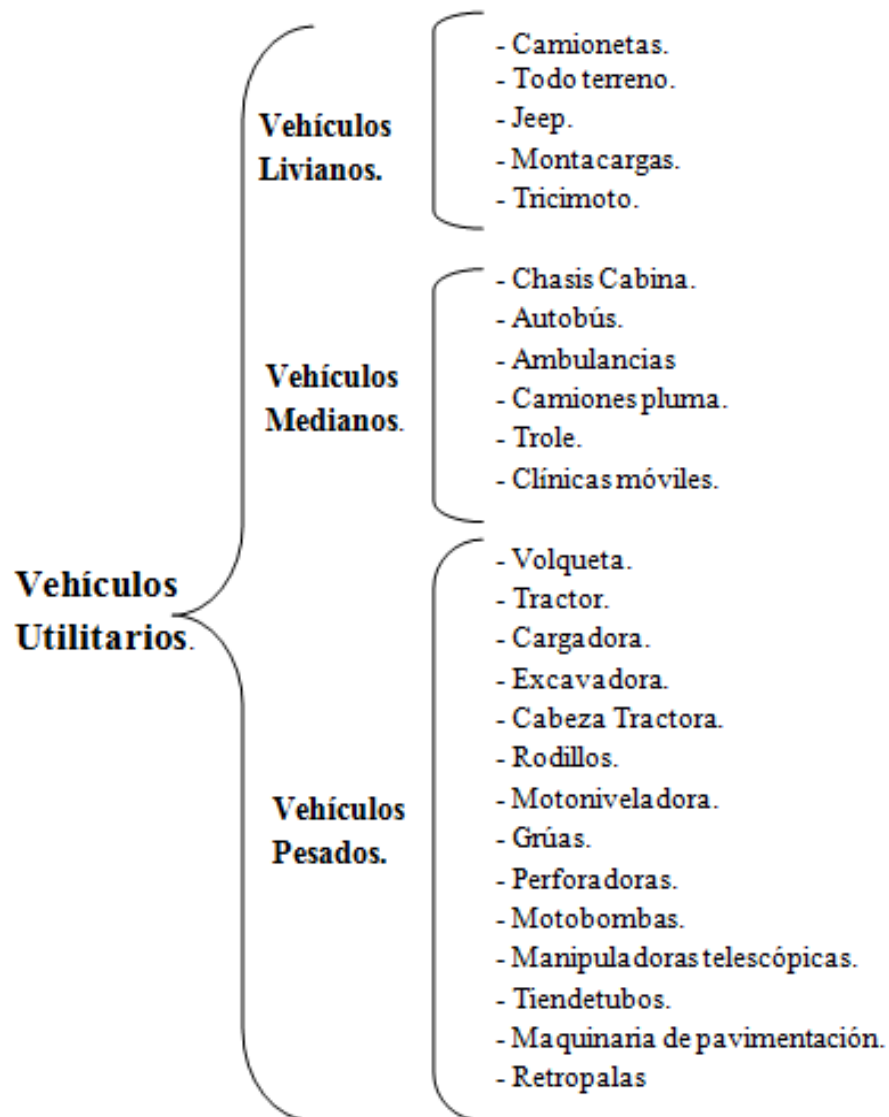 Vehículos
Utilitarios.
Vehículos
Livianos.
- Camionetas.
- Todo terreno.
- Jeep.
- Montacargas.
- Tricimoto.
Vehículos
Medianos.
- Chasis Cabina.
- Autobús.
- Ambulancias
- Camiones pluma.
- Trole.
- Clínicas móviles.
Vehículos
Pesados.
- Volqueta.
- Tractor.
- Cargadora.
- Excavadora.
- Cabeza Tractora.
- Rodillos.
- Motoniveladora.
- Grúas.
- Perforadoras.
- Motobombas.
- Manipuladoras telescópicas.
- Tiendetubos.
- Maquinaria de pavimentación.
- Retropalas